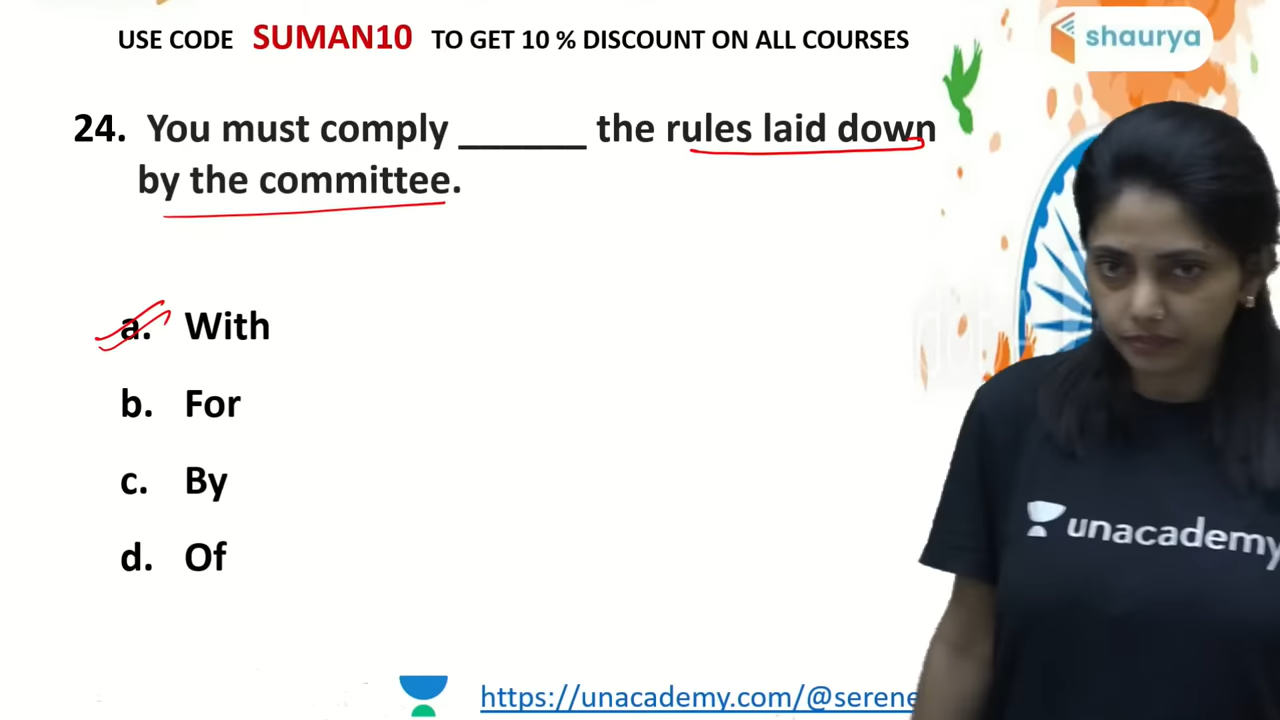 USE CODE SUMAN10 TO GET 10 % DISCOUNT ON ALL COURSES
shaurya
24. You must comply ______ the rules laid down
by the committee.
a. With
b. For
c. By
d. Of
unacademy
https://unacademy.com/@serene